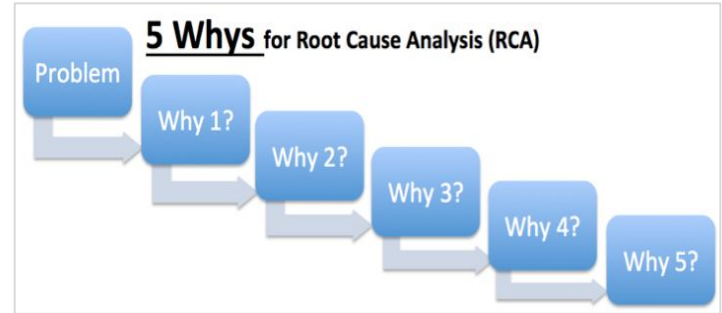 5 Whys for Root Cause Analysis (RCA)
Problem
Why 1?
Why 2?
Why 3?
Why 4?
Why 5?